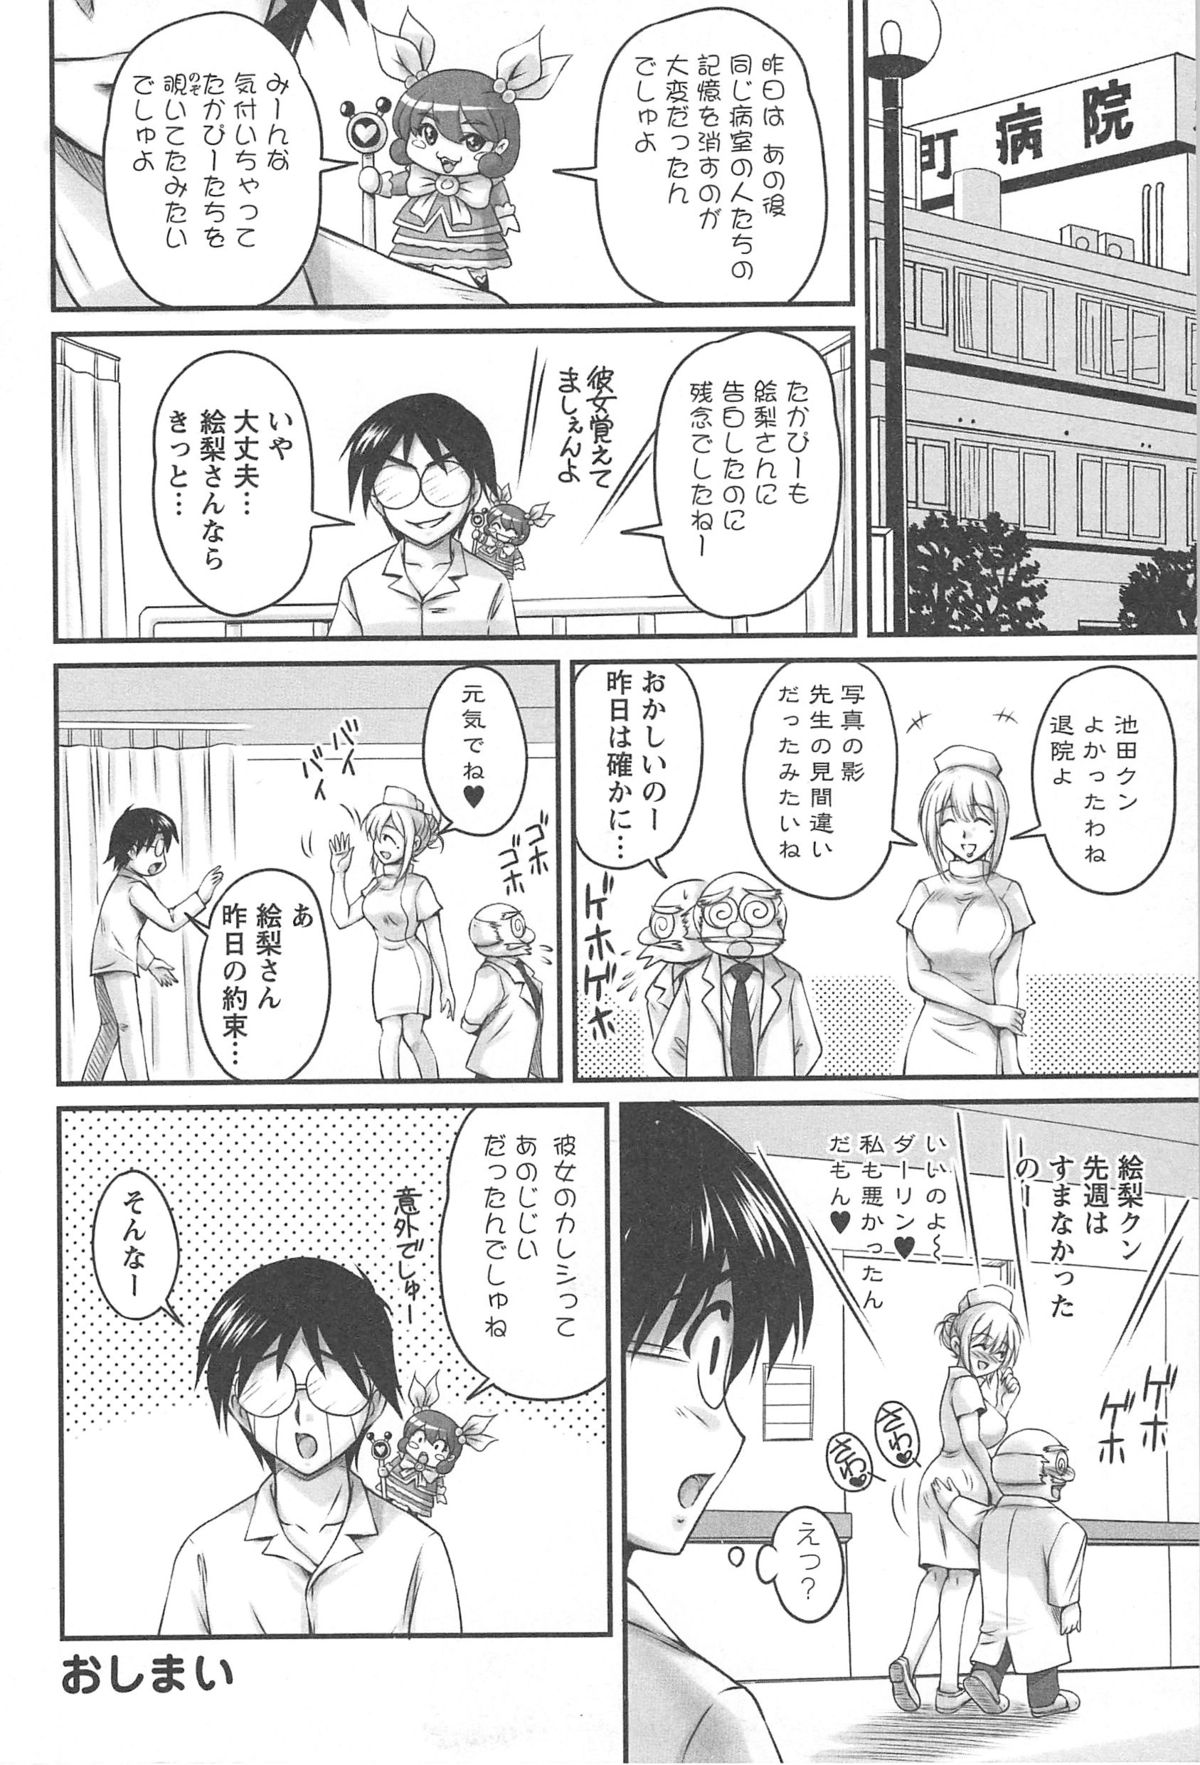 町病院
昨日は あの後
同じ病室の人たちの
記憶を消すのが
大変だったん
でしゅよ
みーんな
気付いちゃって
たかぴーたちを
覗いてたみたい
でしゅよ
のぞ
たかぴーも
絵梨さんに
告白したのに
残念でしたねー
彼女覚えて
ましぇんよ
いや
大丈夫…
絵梨さんなら
きっと…
池田クン
よかったわね
退院よ
写真の影
先生の見間違い
だったみたいね
おかしいのー
昨日は確かに…
ゲホ
ゲホ
ゲホ
元気でね♥
ゴホ
ゴホ
バイ
バイ
あ
絵梨さん
昨日の約束…
絵梨クン
先週は
すまなかった
のー
ゲホ
ゲホ
いいのよ～
ダーリン♥
私も悪かったん
だもん♥
さわ♥
さわ♥
えっ？
彼女のカレシって
あのじじい
だったんでしゅね
意外でしゅー
そんなー
おしまい